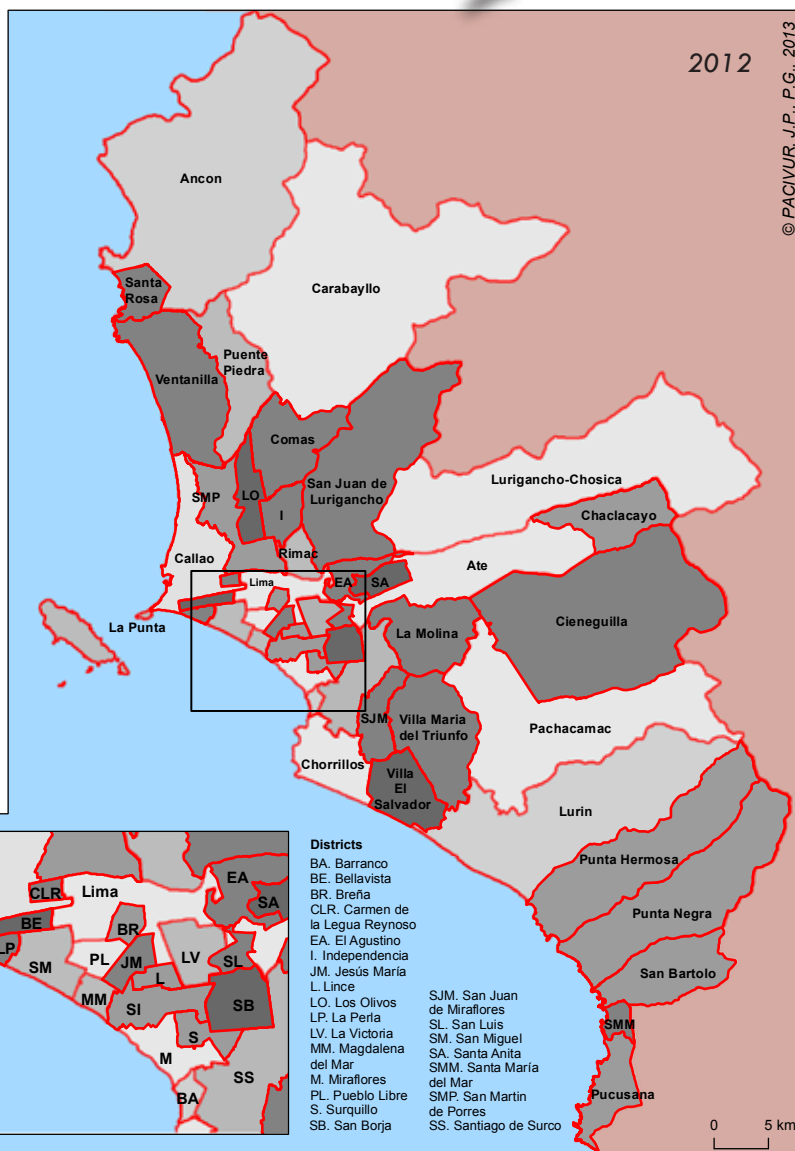 2012
© PACIVUR, J.P., P.G., 2013
Ancon
Carabayllo
Santa
Rosa
Puente
Piedra
Ventanilla
Comas
San Juan de
Lurigancho
Lurigancho-Chosica
SMP
LO
I
Chaclacayo
Callao
Rimac
Ate
Lima
EA
SA
La Punta
La Molina
Cieneguilla
SJM
Villa Maria
del Triunfo
Pachacamac
Chorrillos
Villa
El
Salvador
Lurin
Punta Hermosa
Punta Negra
San Bartolo
SMM
Pucusana
0 5 km
CLR
Lima
EA
SA
BE
BR
LP
PL
JM
LV
SL
SM
L
MM
SI
SB
S
M
SS
BA
Districts
BA. Barranco
BE. Bellavista
BR. Breña
CLR. Carmen de
la Legua Reynoso
EA. El Agustino
I. Independencia
JM. Jesús María
L. Lince
LO. Los Olivos
LP. La Perla
LV. La Victoria
MM. Magdalena
del Mar
M. Miraflores
PL. Pueblo Libre
S. Surquillo
SB. San Borja
SJM. San Juan
de Miraflores
SL. San Luis
SM. San Miguel
SA. Santa Anita
SMM. Santa María
del Mar
SMP. San Martin
de Porres
SS. Santiago de Surco